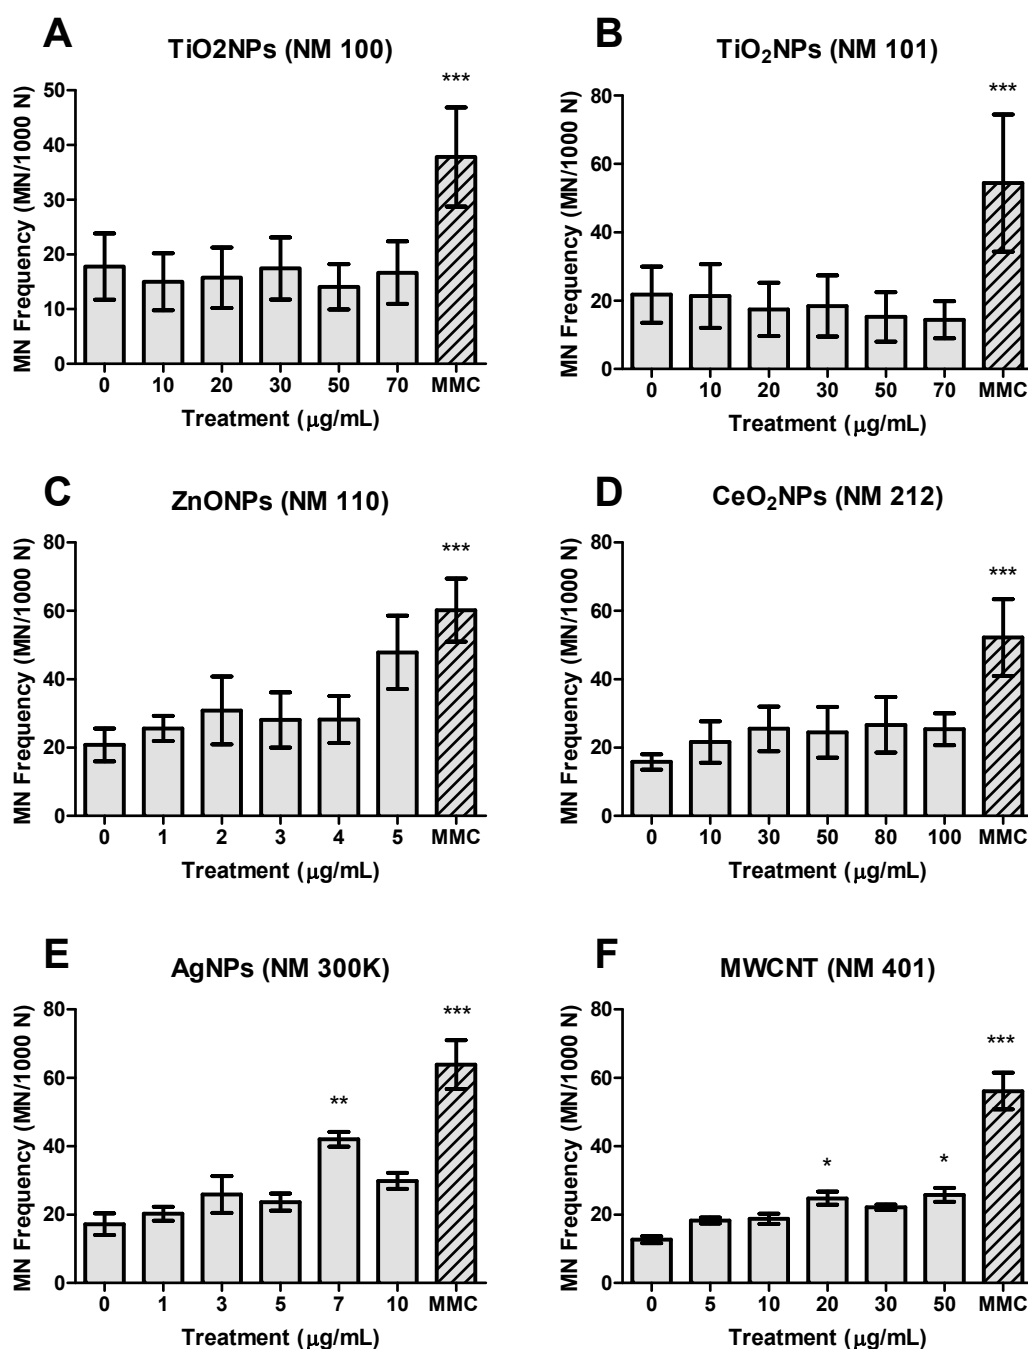 A
TiO2NPs (NM 100)
MN Frequency (MN/1000 N)
50
40
30
20
10
0
***
0 10 20 30 50 70 MMC
Treatment (μg/mL)
B
TiO₂NPs (NM 101)
MN Frequency (MN/1000 N)
80
60
40
20
0
***
0 10 20 30 50 70 MMC
Treatment (μg/mL)
C
ZnONPs (NM 110)
MN Frequency (MN/1000 N)
80
60
40
20
0
***
0 1 2 3 4 5 MMC
Treatment (μg/mL)
D
CeO₂NPs (NM 212)
MN Frequency (MN/1000 N)
80
60
40
20
0
***
0 10 30 50 80 100 MMC
Treatment (μg/mL)
E
AgNPs (NM 300K)
MN Frequency (MN/1000 N)
80
60
40
20
0
**
***
0 1 3 5 7 10 MMC
Treatment (μg/mL)
F
MWCNT (NM 401)
MN Frequency (MN/1000 N)
80
60
40
20
0
*
*
***
0 5 10 20 30 50 MMC
Treatment (μg/mL)